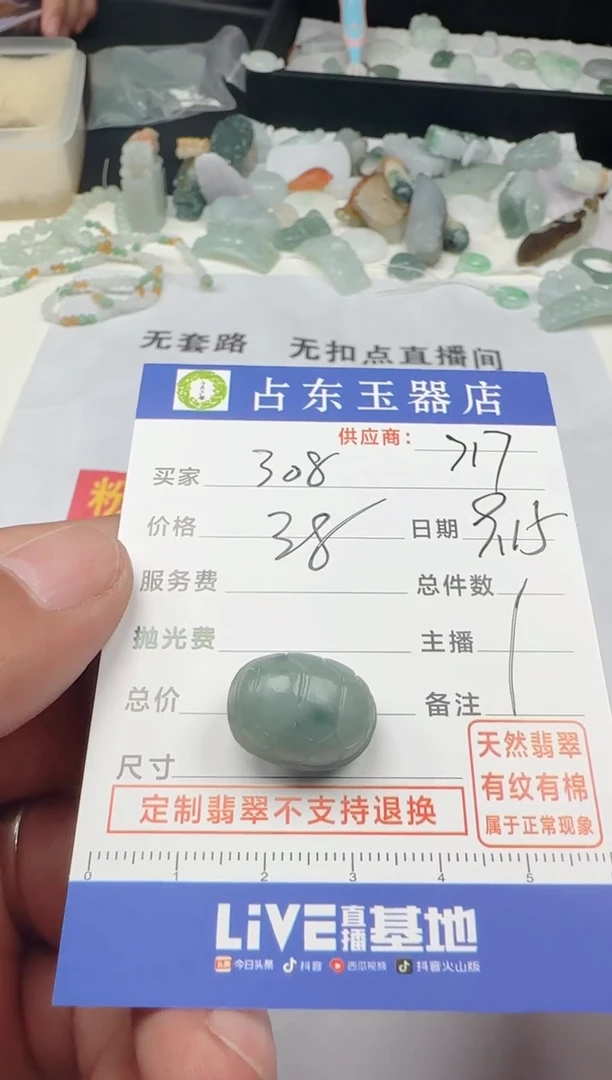 无套路 无扣点直播间
粉
占东玉器店
供应商: 717
买家 308
价格 38 日期 9.15
服务费 总件数 1
抛光费 主播
总价 备注
尺寸
天然翡翠
有纹有棉
属于正常现象
定制翡翠不支持退换
0 1 2 3 4 5
LiVE直播基地
头条 今日头条 抖音 西瓜视频 抖音火山版